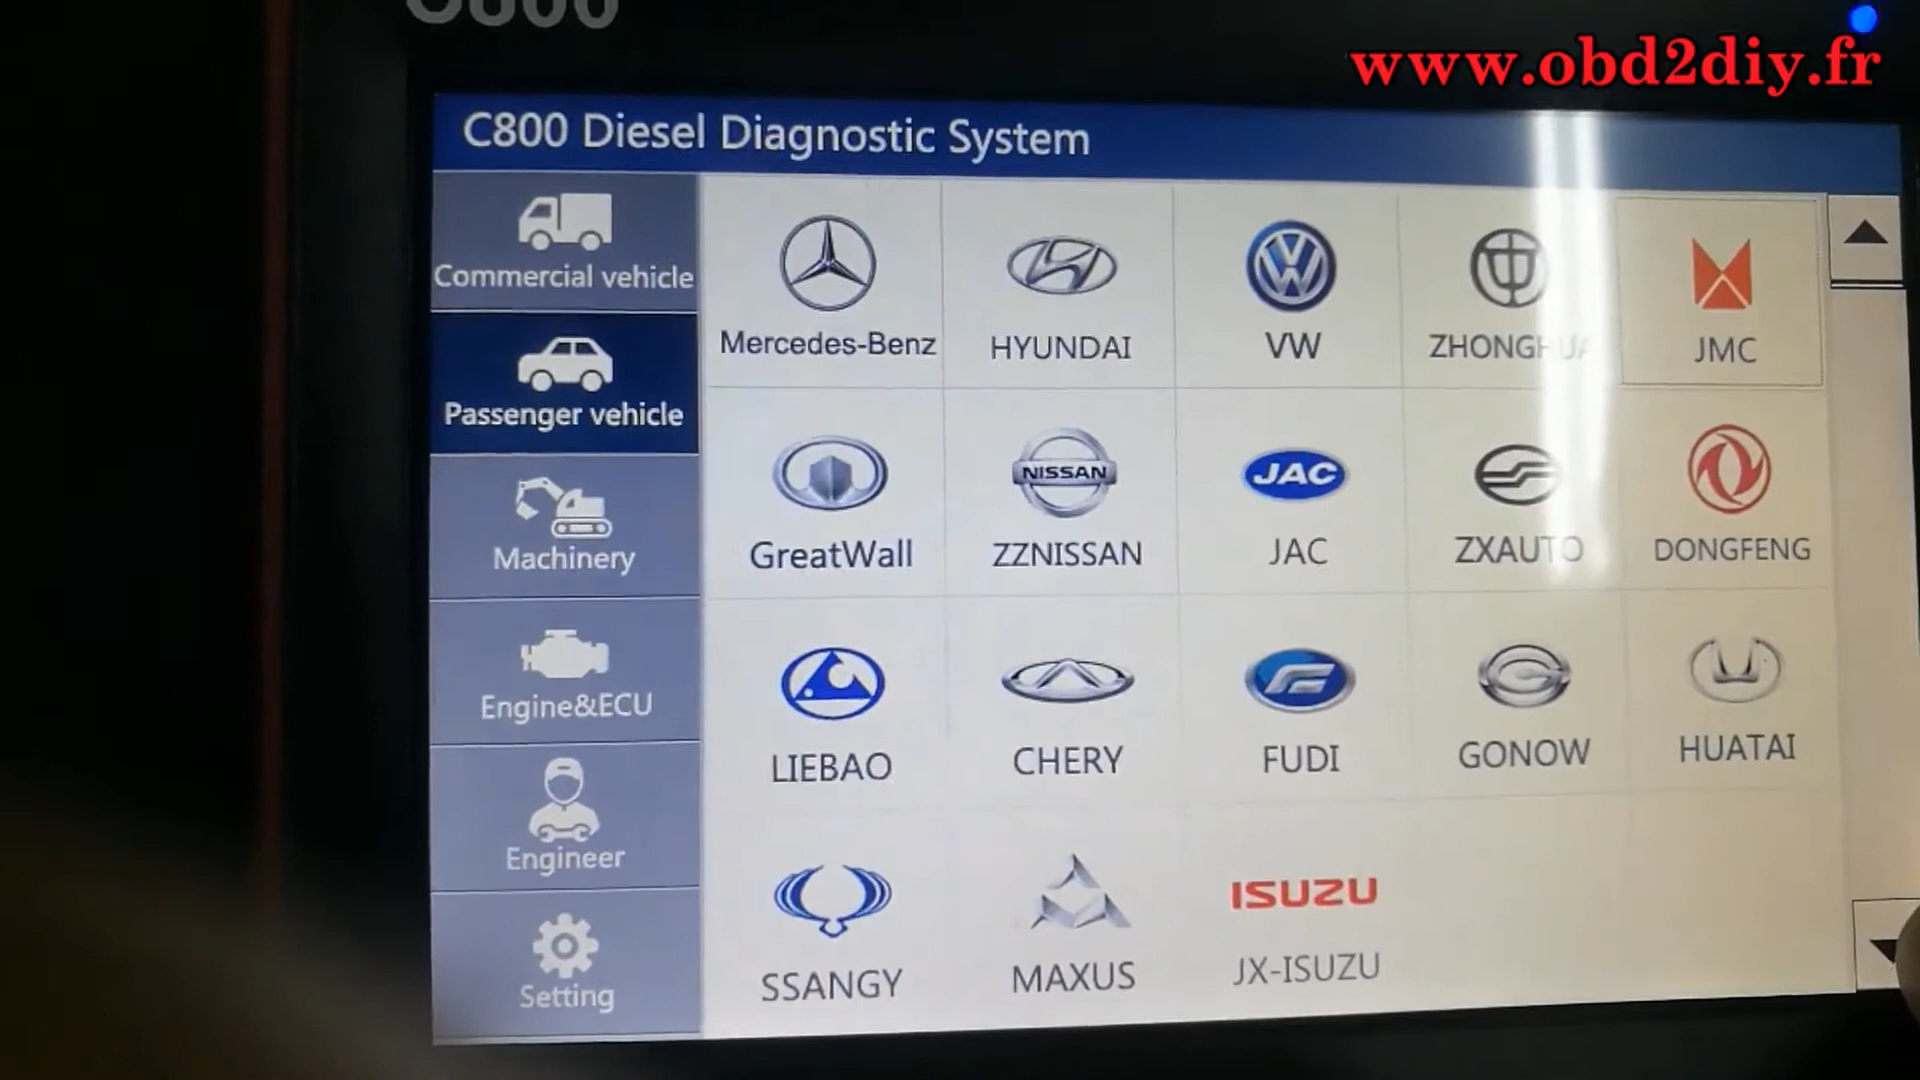 C800
www.obd2diy.fr
C800 Diesel Diagnostic System
Commercial vehicle
Passenger vehicle
Machinery
Engine&ECU
Engineer
Setting
Mercedes-Benz
HYUNDAI
VW
ZHONGHUA
JMC
GreatWall
NISSAN
ZZNISSAN
JAC
JAC
ZXAUTO
DONGFENG
LIEBAO
CHERY
FUDI
GONOW
HUATAI
SSANGY
MAXUS
ISUZU
JX-ISUZU